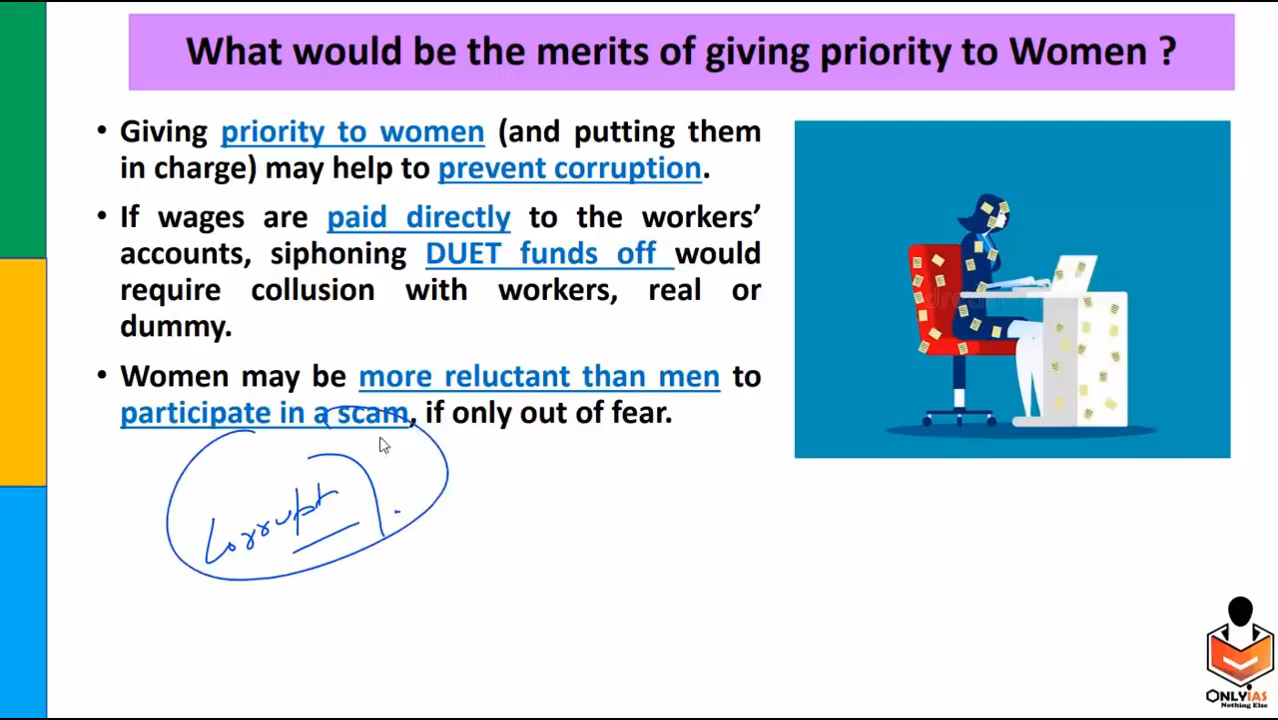 What would be the merits of giving priority to Women ?
• Giving priority to women (and putting them
in charge) may help to prevent corruption.
• If wages are paid directly to the workers’
accounts, siphoning DUET funds off would
require collusion with workers, real or
dummy.
• Women may be more reluctant than men to
participate in a scam, if only out of fear.
Corrupt
ONLYIAS
Nothing Else